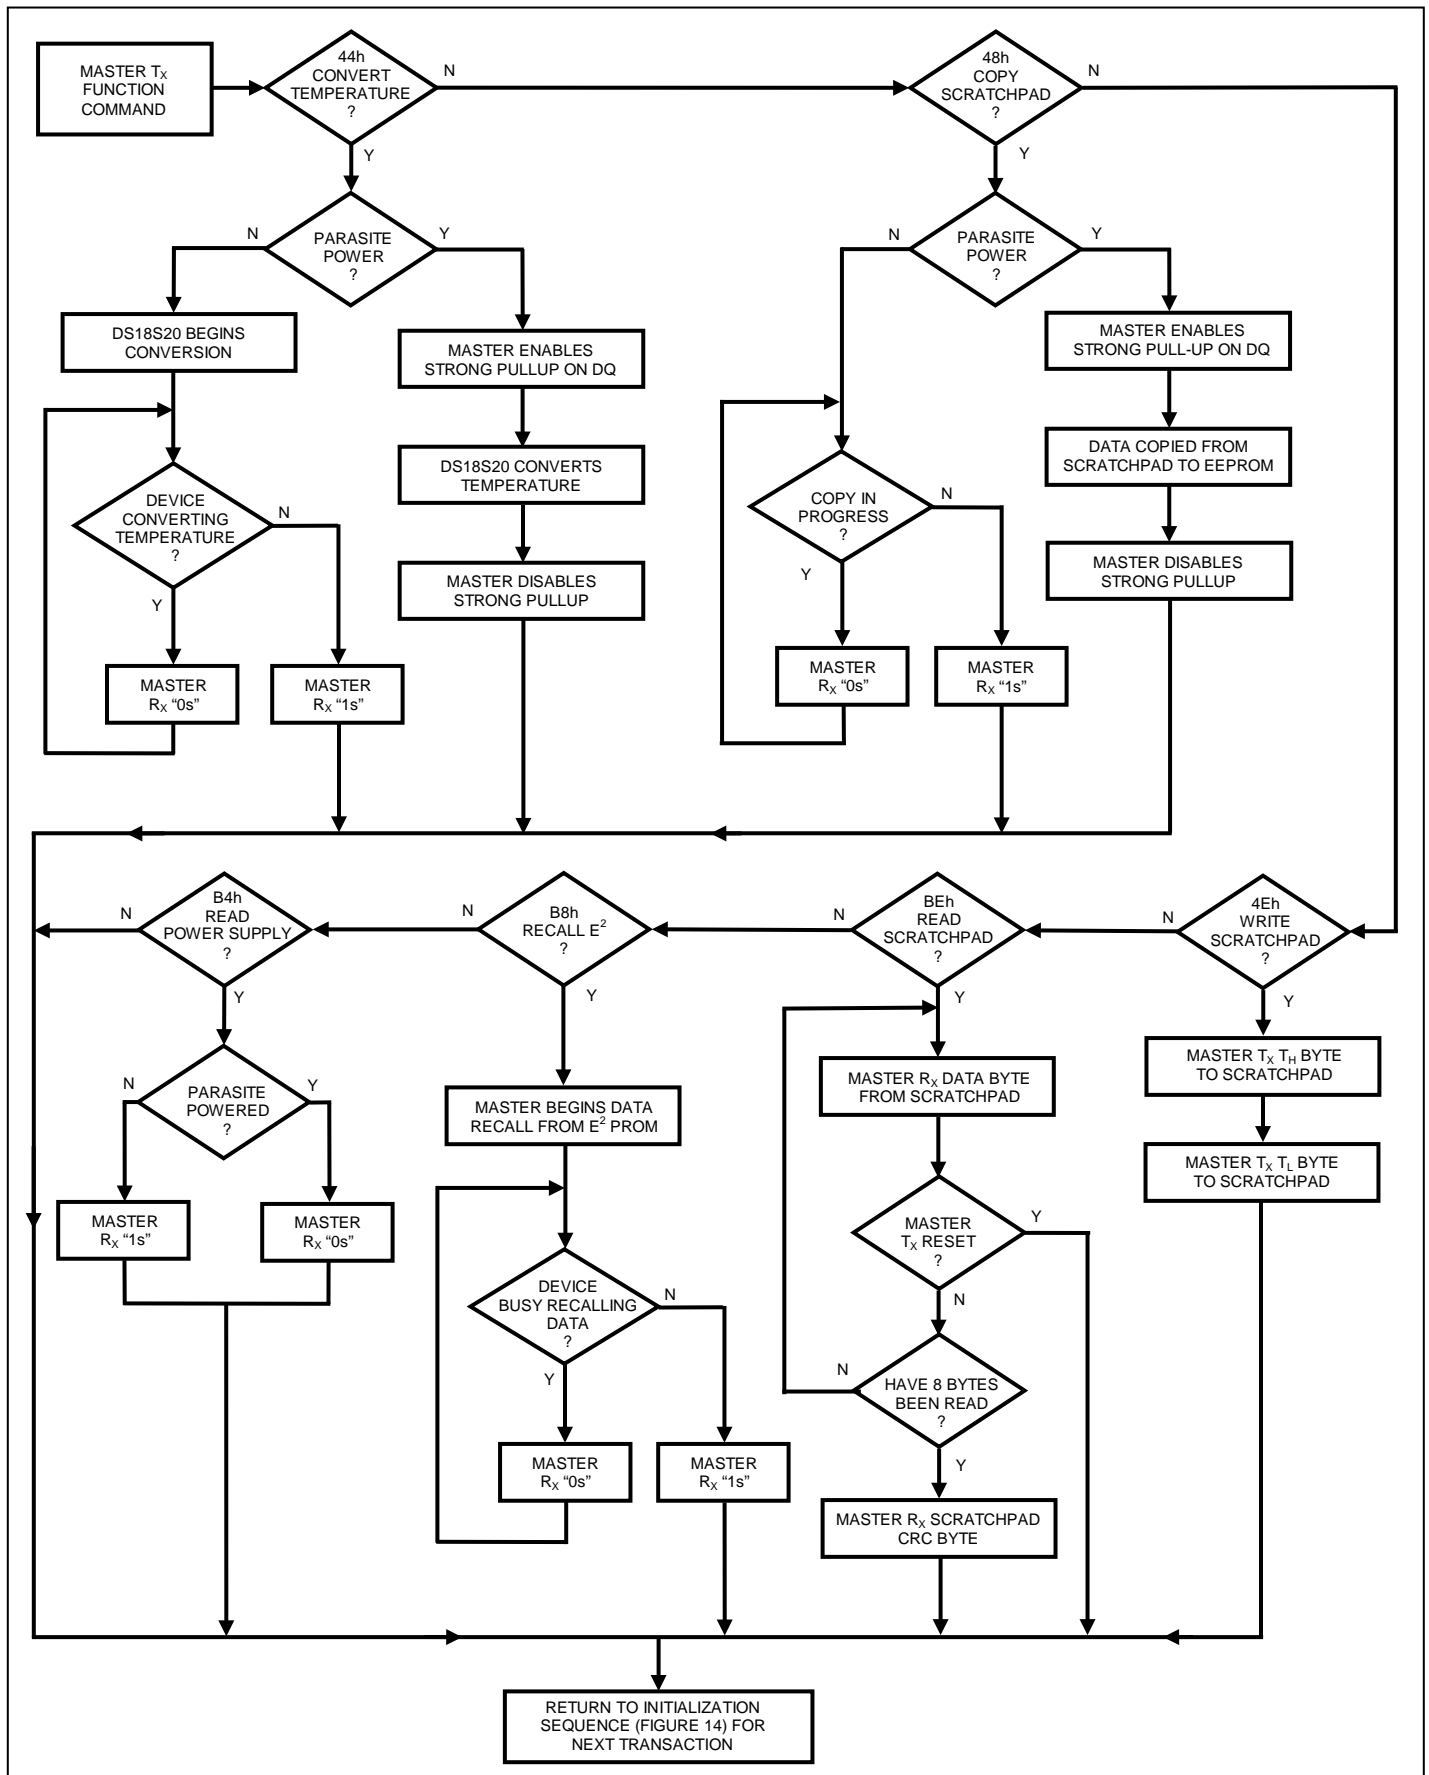 MASTER TX
FUNCTION
COMMAND
44h
CONVERT
TEMPERATURE
?
N
Y
48h
COPY
SCRATCHPAD
?
N
Y
PARASITE
POWER
?
N
Y
DS18S20 BEGINS
CONVERSION
MASTER ENABLES
STRONG PULLUP ON DQ
DS18S20 CONVERTS
TEMPERATURE
MASTER DISABLES
STRONG PULLUP
DEVICE
CONVERTING
TEMPERATURE
?
N
Y
MASTER
RX “0s”
MASTER
RX “1s”
PARASITE
POWER
?
N
Y
MASTER ENABLES
STRONG PULL-UP ON DQ
DATA COPIED FROM
SCRATCHPAD TO EEPROM
MASTER DISABLES
STRONG PULLUP
COPY IN
PROGRESS
?
N
Y
MASTER
RX “0s”
MASTER
RX “1s”
B4h
READ
POWER SUPPLY
?
N
Y
PARASITE
POWERED
?
N
Y
MASTER
RX “1s”
MASTER
RX “0s”
B8h
RECALL E2
?
N
Y
MASTER BEGINS DATA
RECALL FROM E2 PROM
DEVICE
BUSY RECALLING
DATA
?
N
Y
MASTER
RX “0s”
MASTER
RX “1s”
BEh
READ
SCRATCHPAD
?
N
Y
MASTER RX DATA BYTE
FROM SCRATCHPAD
MASTER
TX RESET
?
Y
N
HAVE 8 BYTES
BEEN READ
?
N
Y
MASTER RX SCRATCHPAD
CRC BYTE
4Eh
WRITE
SCRATCHPAD
?
N
Y
MASTER TX TH BYTE
TO SCRATCHPAD
MASTER TX TL BYTE
TO SCRATCHPAD
RETURN TO INITIALIZATION
SEQUENCE (FIGURE 14) FOR
NEXT TRANSACTION